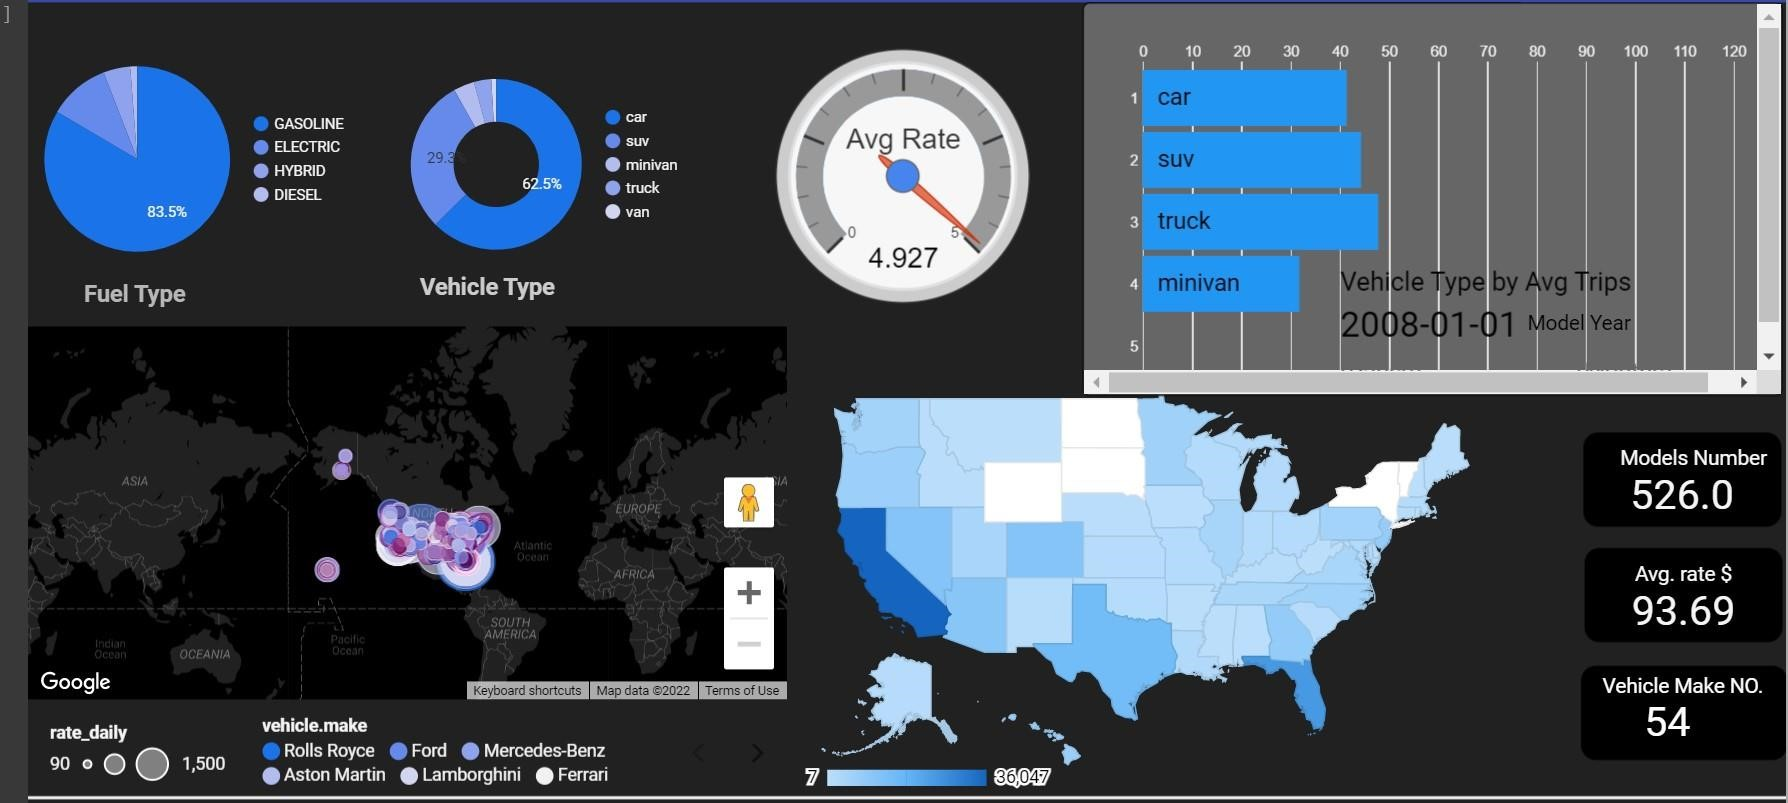 ]
GASOLINE
ELECTRIC
HYBRID
DIESEL
83.5%
Fuel Type
car
suv
minivan
truck
van
29.3%
62.5%
Vehicle Type
Avg Rate
0
5
4.927
0 10 20 30 40 50 60 70 80 90 100 110 120
1 car
2 suv
3 truck
4 minivan
5
Vehicle Type by Avg Trips
2008-01-01 Model Year
ASIA
EUROPE
Atlantic
Ocean
AFRICA
SOUTH
AMERICA
Pacific
Ocean
Indian
Ocean
OCEANIA
Google
Keyboard shortcuts Map data ©2022 Terms of Use
rate_daily
90 1,500
vehicle.make
Rolls Royce Ford Mercedes-Benz
Aston Martin Lamborghini Ferrari
7 36,047
Models Number
526.0
Avg. rate $
93.69
Vehicle Make NO.
54